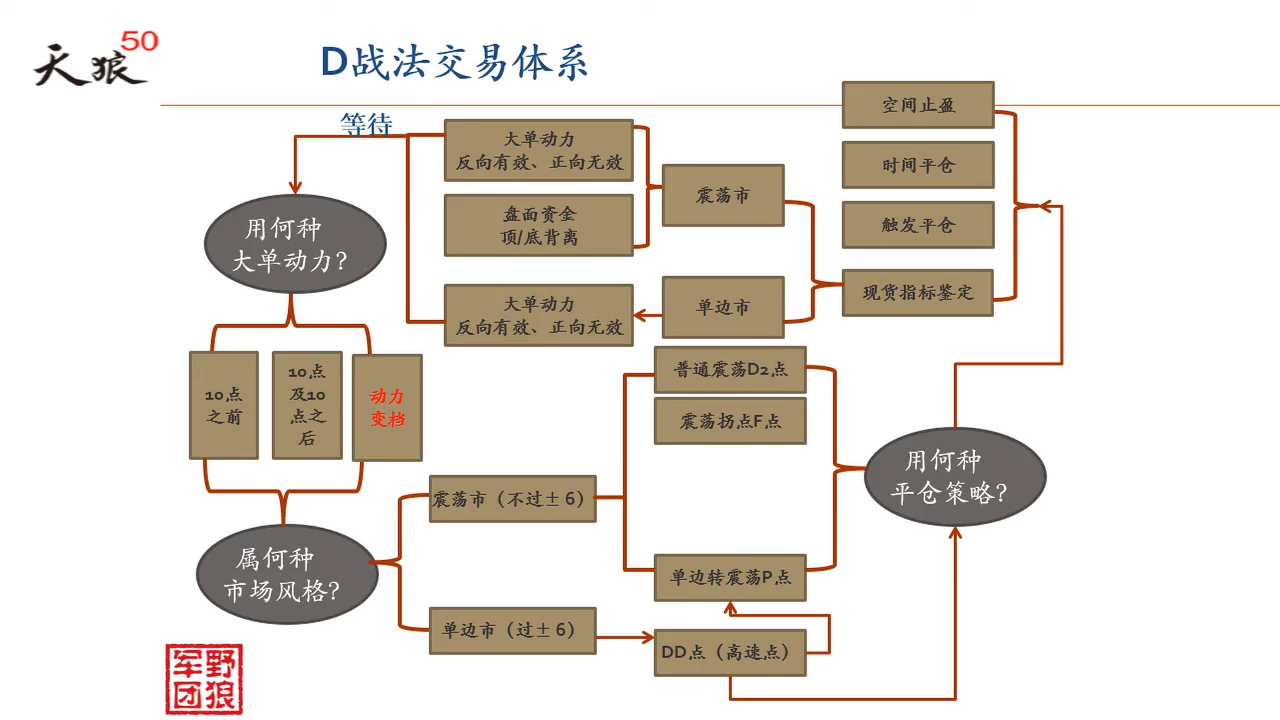 天狼50
D战法交易体系
等待
大单动力
反向有效、正向无效
盘面资金
顶/底背离
大单动力
反向有效、正向无效
震荡市
单边市
空间止盈
时间平仓
触发平仓
现货指标鉴定
用何种
大单动力?
10点
之前
10点
及10
点之
后
动力
变档
属何种
市场风格?
震荡市（不过±6）
单边市（过±6）
普通震荡D2点
震荡拐点F点
单边转震荡P点
DD点（高速点）
用何种
平仓策略?
野狼
军团